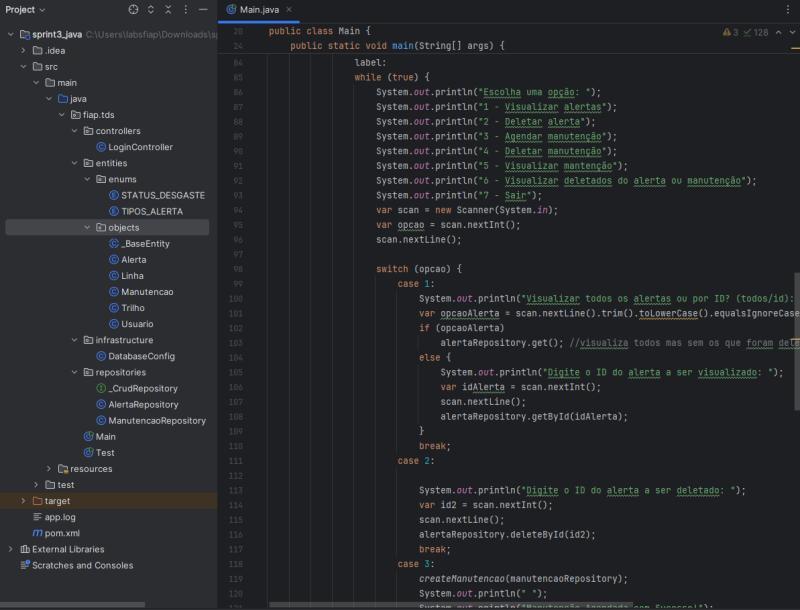 Project
Main.java
sprint3_java C:\Users\labsfiap\Downloads\sp
.idea
src
main
java
fiap.tds
controllers
LoginController
entities
enums
STATUS_DESGASTE
TIPOS_ALERTA
objects
_BaseEntity
Alerta
Linha
Manutencao
Trilho
Usuario
infrastructure
DatabaseConfig
repositories
_CrudRepository
AlertaRepository
ManutencaoRepository
Main
Test
resources
test
target
app.log
pom.xml
External Libraries
Scratches and Consoles
3 128
20 public class Main {
24 public static void main(String[] args) {
84 label:
85 while (true) {
86 System.out.println("Escolha uma opção: ");
87 System.out.println("1 - Visualizar alertas");
88 System.out.println("2 - Deletar alerta");
89 System.out.println("3 - Agendar manutenção");
90 System.out.println("4 - Deletar manutenção");
91 System.out.println("5 - Visualizar mantenção");
92 System.out.println("6 - Visualizar deletados do alerta ou manutenção");
93 System.out.println("7 - Sair");
94 var scan = new Scanner(System.in);
95 var opcao = scan.nextInt();
96 scan.nextLine();
97
98 switch (opcao) {
99 case 1:
100 System.out.println("Visualizar todos os alertas ou por ID? (todos/id):
101 var opcaoAlerta = scan.nextLine().trim().toLowerCase().equalsIgnoreCase
102 if (opcaoAlerta)
103 alertaRepository.get(); //visualiza todos mas sem os que foram dele
104 else {
105 System.out.println("Digite o ID do alerta a ser visualizado: ");
106 var idAlerta = scan.nextInt();
107 scan.nextLine();
108 alertaRepository.getById(idAlerta);
109 }
110 break;
111 case 2:
112
113 System.out.println("Digite o ID do alerta a ser deletado: ");
114 var id2 = scan.nextInt();
115 scan.nextLine();
116 alertaRepository.deleteById(id2);
117 break;
118 case 3:
119 createManutencao(manutencaoRepository);
120 System.out.println(" ");
121 System.out.println("Manutenção Agendada com Sucesso!")